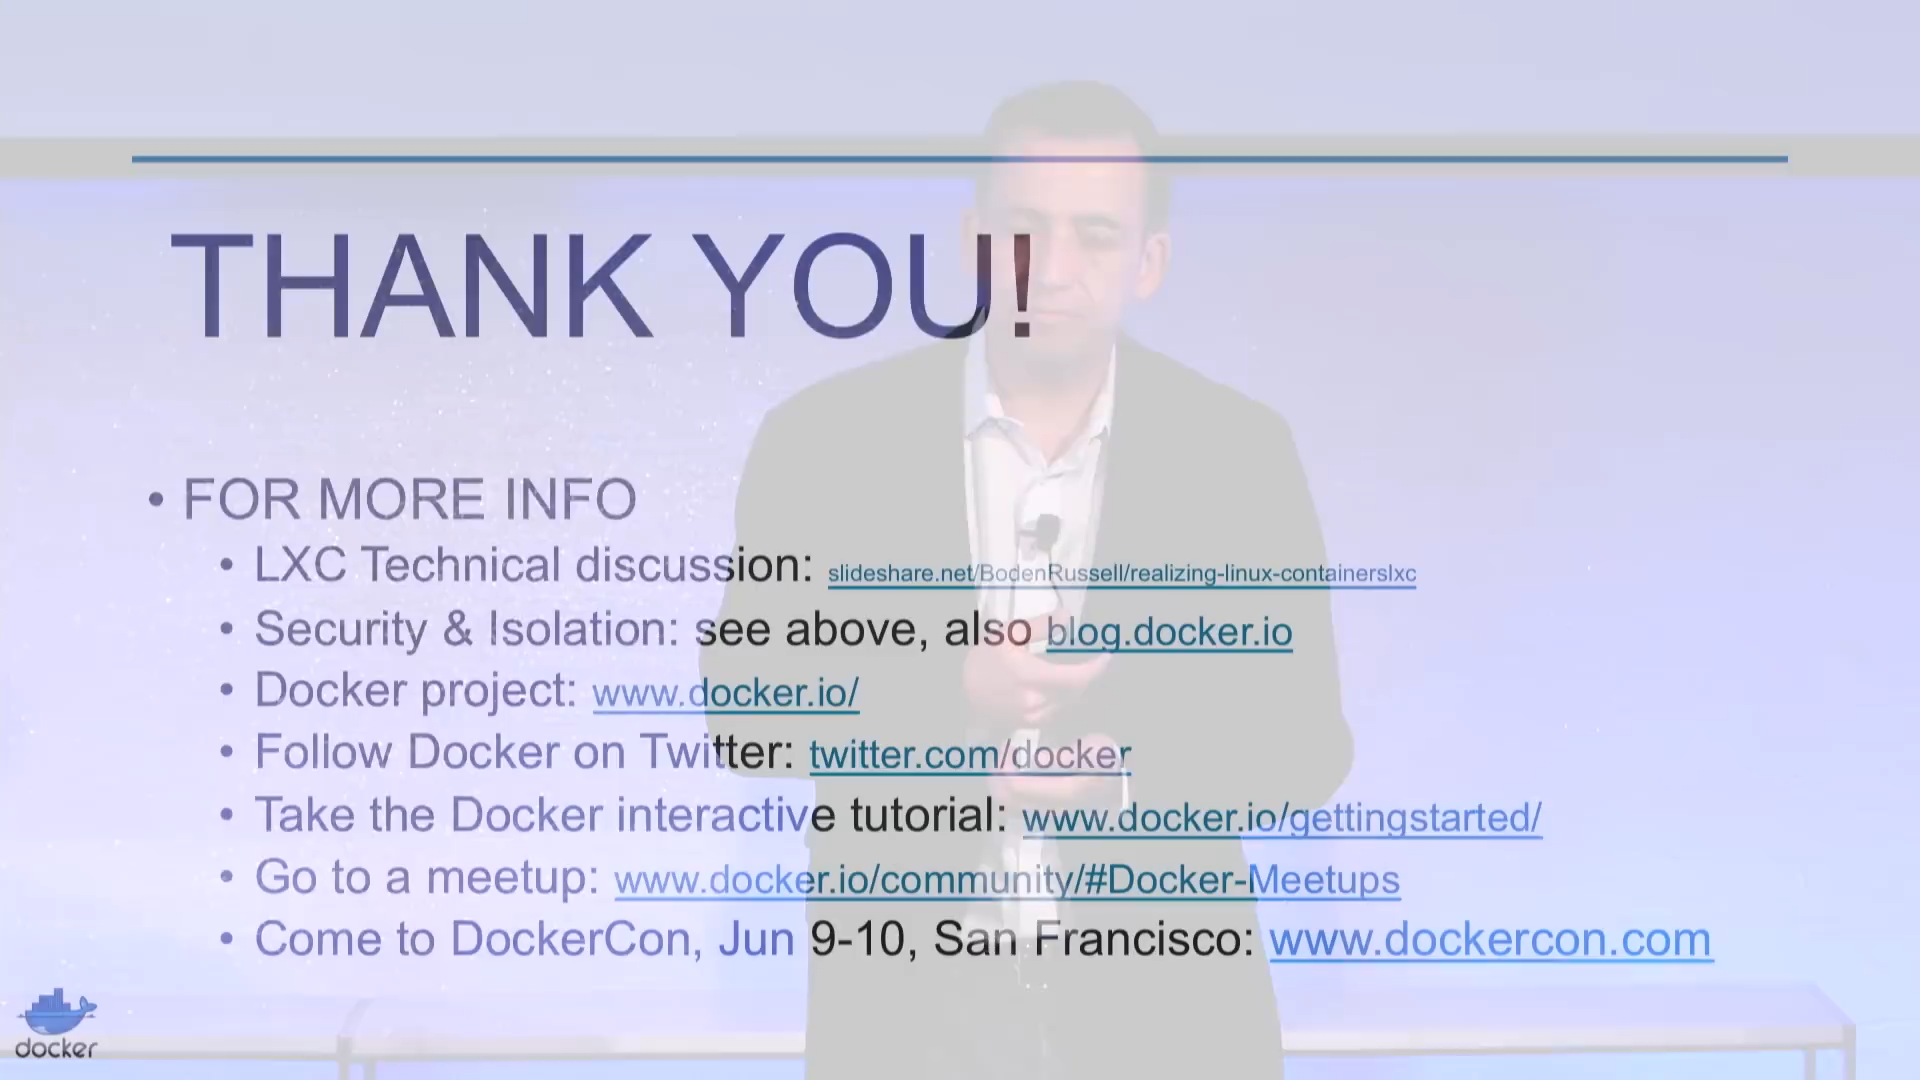 THANK YOU!
• FOR MORE INFO
• LXC Technical discussion: slideshare.net/BodenRussell/realizing-linux-containerslxc
• Security & Isolation: see above, also blog.docker.io
• Docker project: www.docker.io/
• Follow Docker on Twitter: twitter.com/docker
• Take the Docker interactive tutorial: www.docker.io/gettingstarted/
• Go to a meetup: www.docker.io/community/#Docker-Meetups
• Come to DockerCon, Jun 9-10, San Francisco: www.dockercon.com
docker